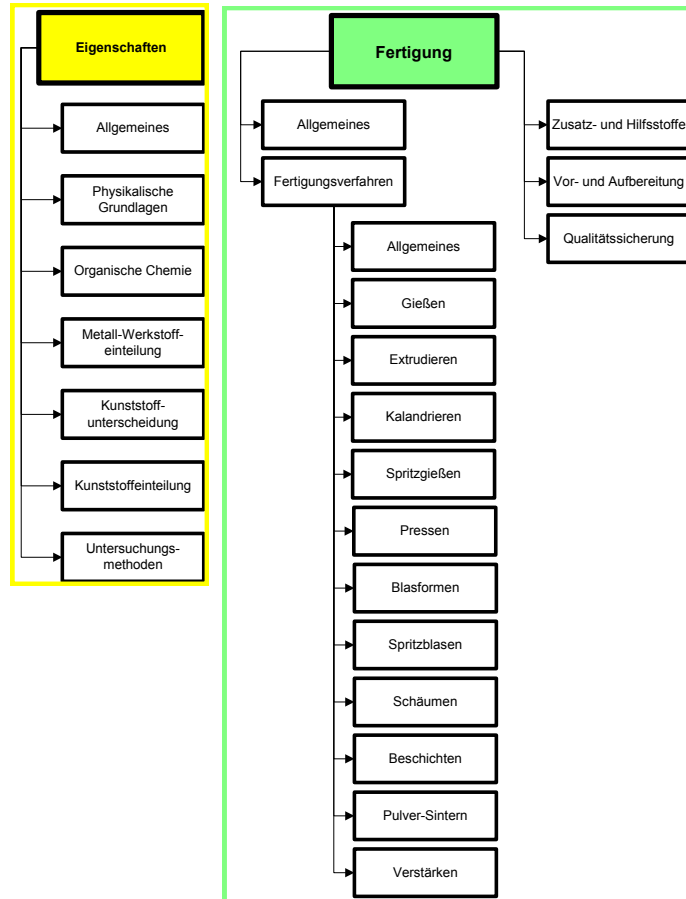 Eigenschaften
Allgemeines
Physikalische
Grundlagen
Organische Chemie
Metall-Werkstoff-
einteilung
Kunststoff-
unterscheidung
Kunststoffeinteilung
Untersuchungs-
methoden
Fertigung
Allgemeines
Fertigungsverfahren
Allgemeines
Gießen
Extrudieren
Kalandrieren
Spritzgießen
Pressen
Blasformen
Spritzblasen
Schäumen
Beschichten
Pulver-Sintern
Verstärken
Zusatz- und Hilfsstoffe
Vor- und Aufbereitung
Qualitätssicherung